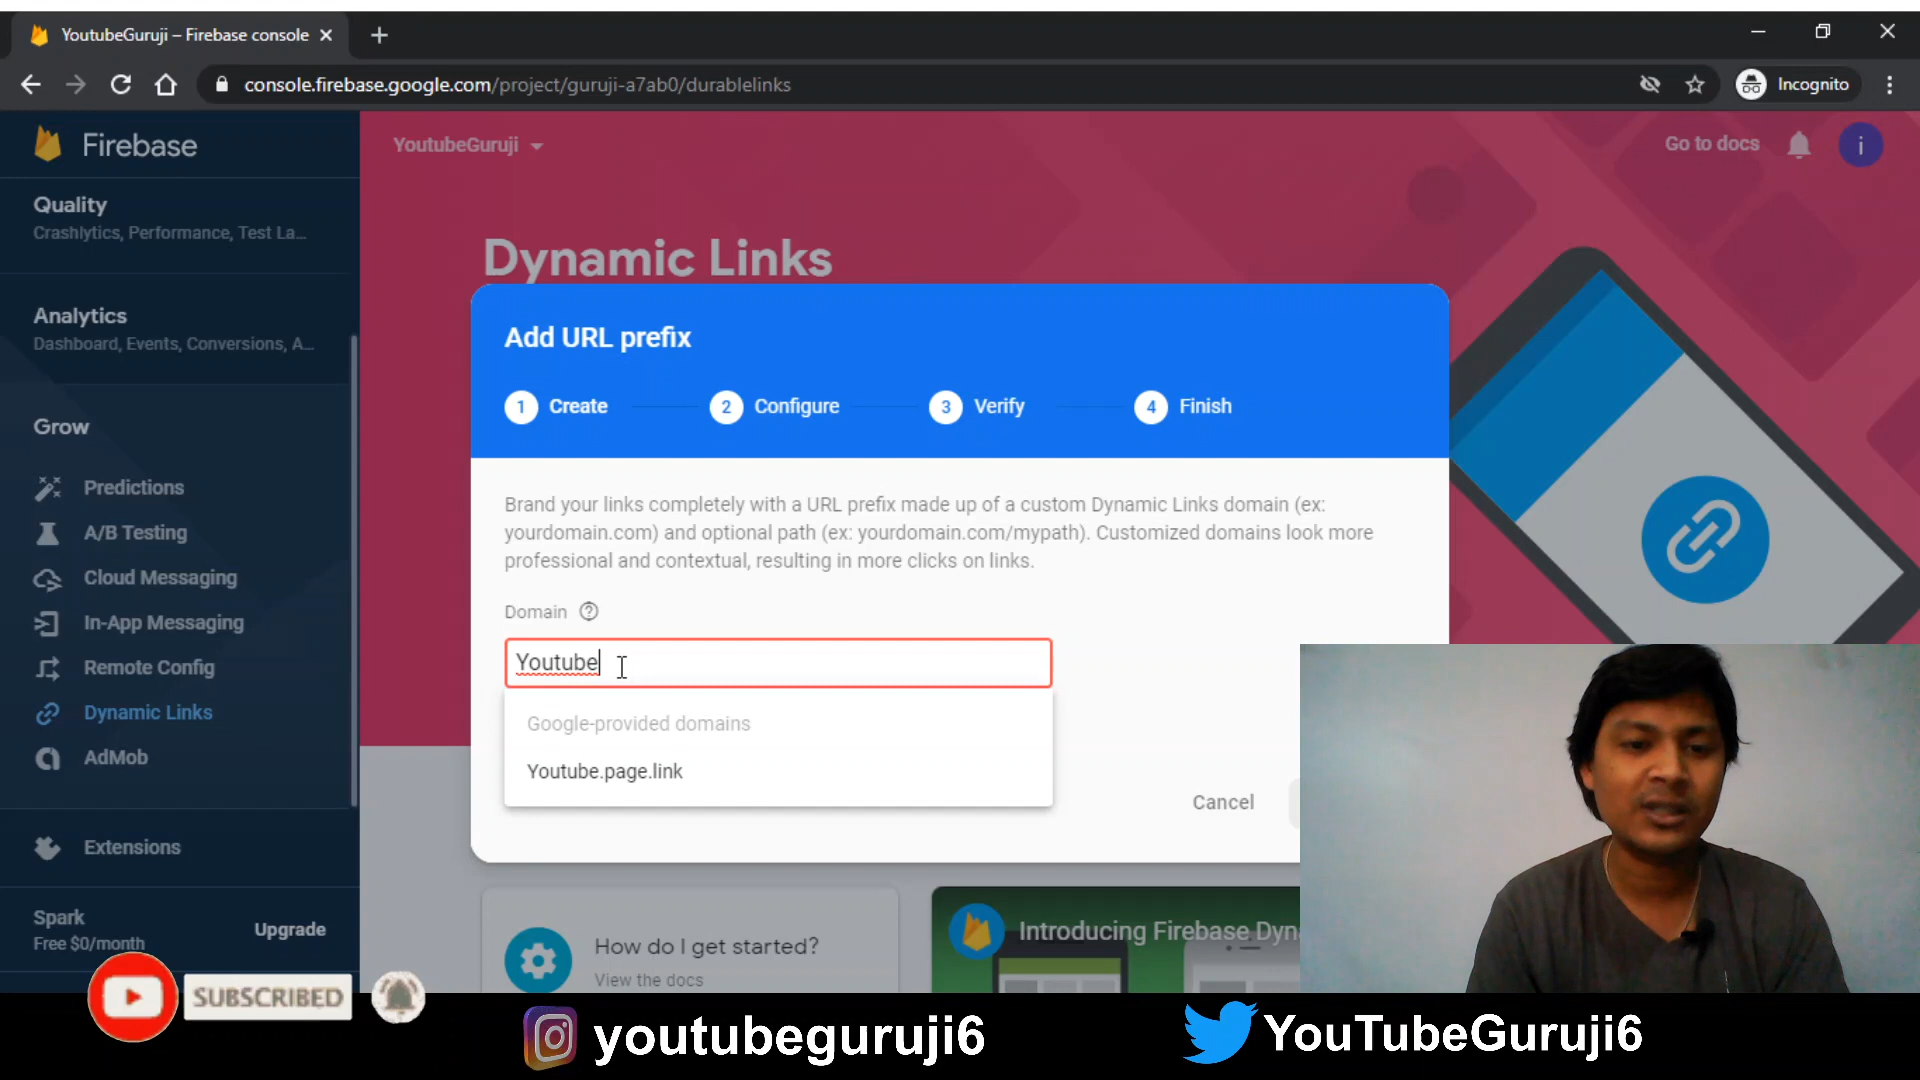 YoutubeGuruji – Firebase console
console.firebase.google.com/project/guruji-a7ab0/durablelinks
Incognito
Firebase
Quality
Crashlytics, Performance, Test La...
Analytics
Dashboard, Events, Conversions, A...
Grow
Predictions
A/B Testing
Cloud Messaging
In-App Messaging
Remote Config
Dynamic Links
AdMob
Extensions
Spark
Free $0/month
Upgrade
YoutubeGuruji
Go to docs
i
Dynamic Links
Add URL prefix
1 Create
2 Configure
3 Verify
4 Finish
Brand your links completely with a URL prefix made up of a custom Dynamic Links domain (ex:
yourdomain.com) and optional path (ex: yourdomain.com/mypath). Customized domains look more
professional and contextual, resulting in more clicks on links.
Domain
Youtube
Google-provided domains
Youtube.page.link
Cancel
How do I get started?
View the docs
Introducing Firebase Dyn
SUBSCRIBED
youtubeguruji6
YouTubeGuruji6